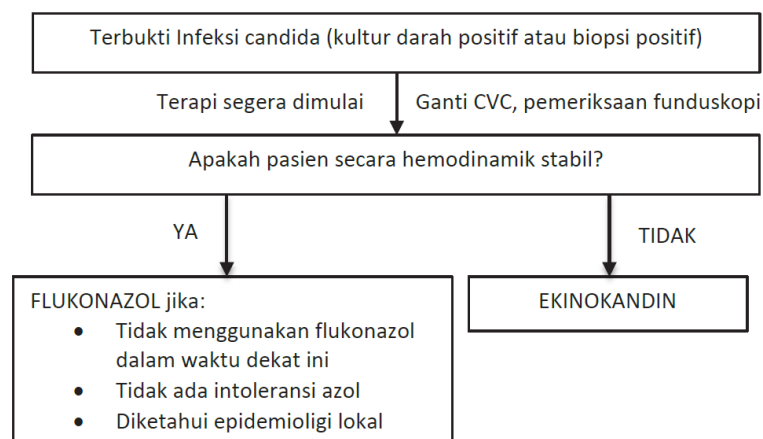 Terbukti Infeksi candida (kultur darah positif atau biopsi positif)
Terapi segera dimulai
Ganti CVC, pemeriksaan funduskopi
Apakah pasien secara hemodinamik stabil?
YA
TIDAK
FLUKONAZOL jika:
• Tidak menggunakan flukonazol
dalam waktu dekat ini
• Tidak ada intoleransi azol
• Diketahui epidemioligi lokal
EKINOKANDIN